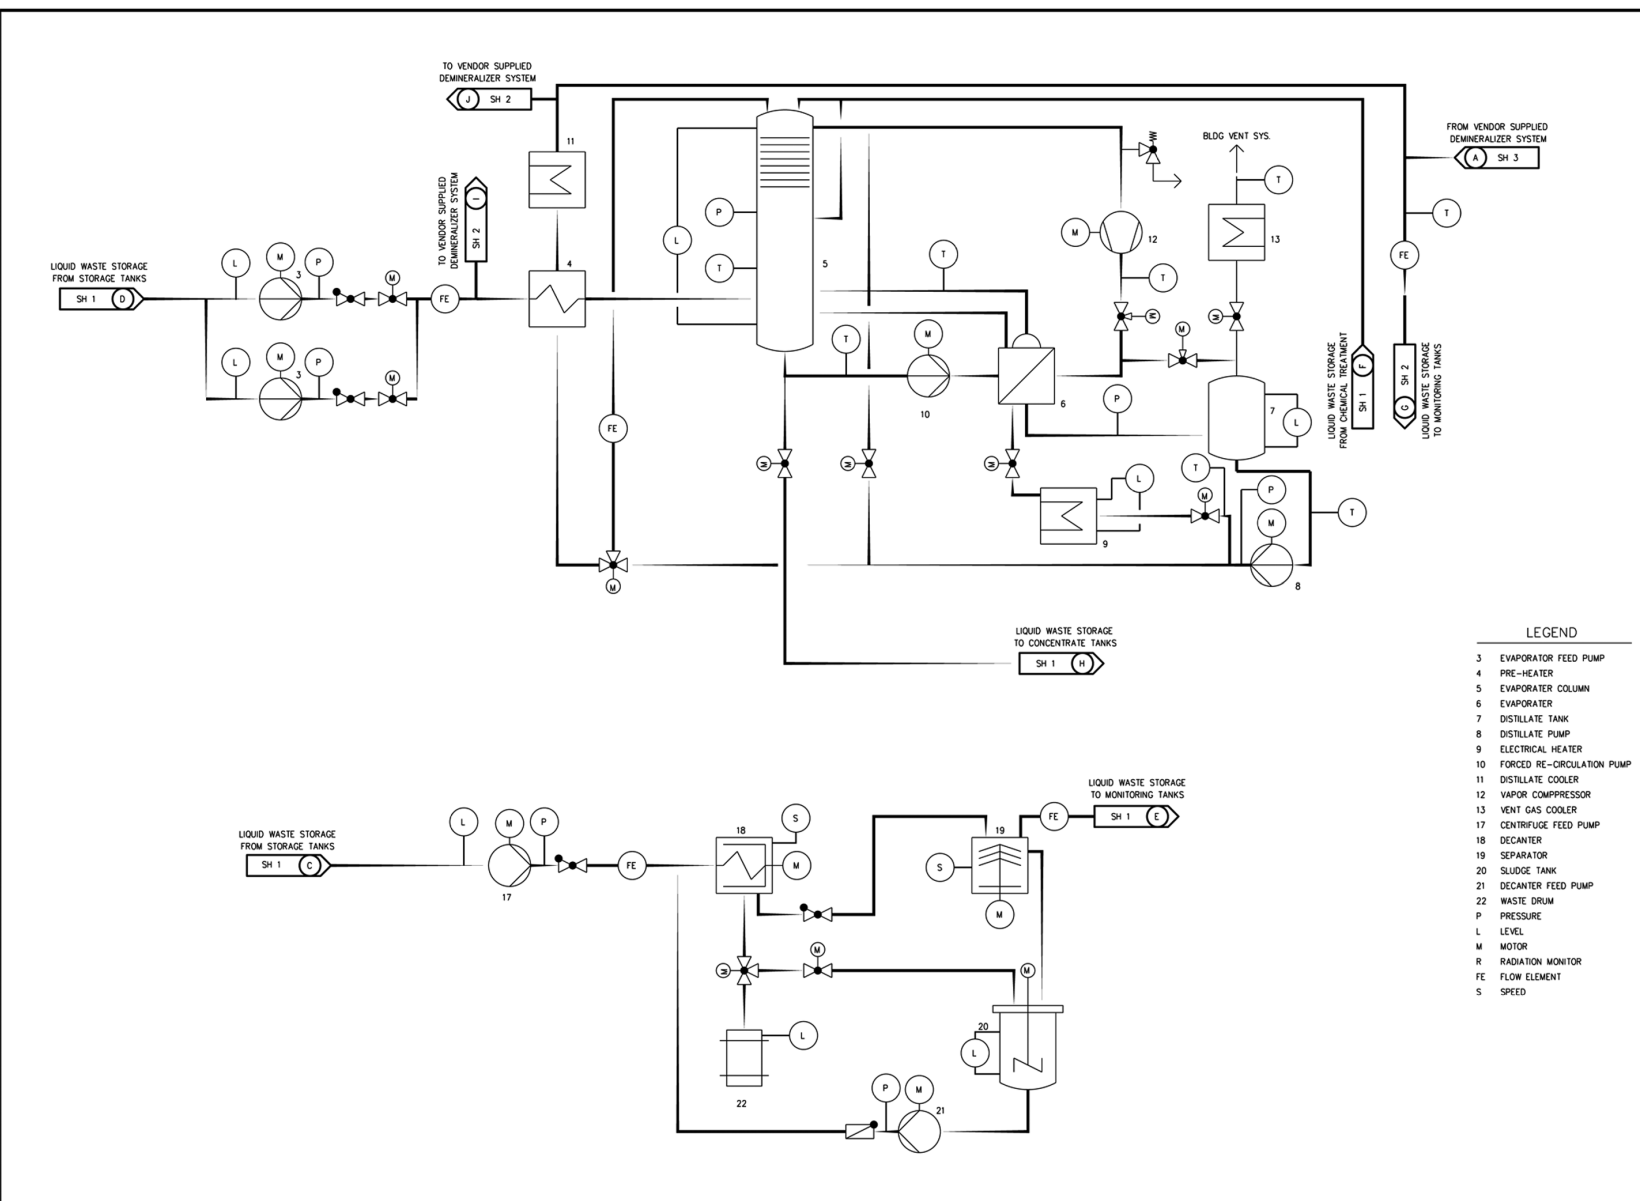 TO VENDOR SUPPLIED
DEMINERALIZER SYSTEM
J SH 2
11
BLDG VENT SYS.
FROM VENDOR SUPPLIED
DEMINERALIZER SYSTEM
A SH 3
TO VENDOR SUPPLIED
DEMINERALIZER SYSTEM
SH 2 I
T
P
L
T
5
M
12
T
13
T
FE
LIQUID WASTE STORAGE
FROM STORAGE TANKS
SH 1 D
L
M
P
3
M
FE
4
T
T
M
M
M
M
L
M
P
3
M
T
M
10
6
P
7
L
LIQUID WASTE STORAGE
FROM CHEMICAL TREATMENT
SH 1 F
G SH 2
LIQUID WASTE STORAGE
TO MONITORING TANKS
FE
M
M
M
L
9
T
M
P
M
T
8
M
LIQUID WASTE STORAGE
TO CONCENTRATE TANKS
SH 1 H
LEGEND
3 EVAPORATOR FEED PUMP
4 PRE-HEATER
5 EVAPORATER COLUMN
6 EVAPORATER
7 DISTILLATE TANK
8 DISTILLATE PUMP
9 ELECTRICAL HEATER
10 FORCED RE-CIRCULATION PUMP
11 DISTILLATE COOLER
12 VAPOR COMPPRESSOR
13 VENT GAS COOLER
17 CENTRIFUGE FEED PUMP
18 DECANTER
19 SEPARATOR
20 SLUDGE TANK
21 DECANTER FEED PUMP
22 WASTE DRUM
P PRESSURE
L LEVEL
M MOTOR
R RADIATION MONITOR
FE FLOW ELEMENT
S SPEED
LIQUID WASTE STORAGE
FROM STORAGE TANKS
SH 1 C
L
M
P
17
FE
18
S
M
19
S
M
FE
LIQUID WASTE STORAGE
TO MONITORING TANKS
SH 1 E
M
M
M
22
L
20
L
P
M
21